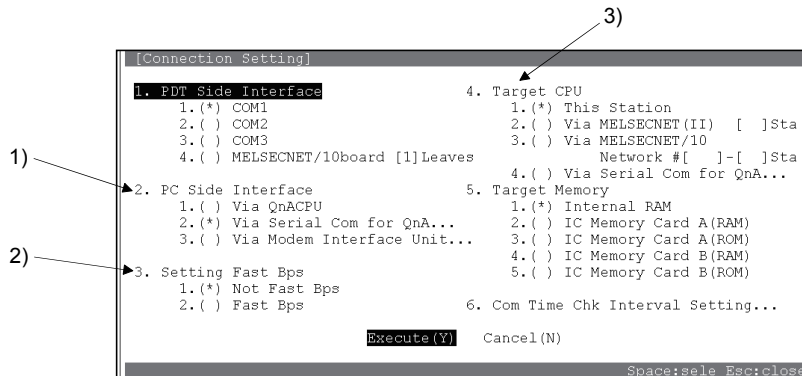 3)
[Connection Setting]
1. PDT Side Interface
1.(*) COM1
2.( ) COM2
3.( ) COM3
4.( ) MELSECNET/10board [1]Leaves
1)
2. PC Side Interface
1.( ) Via QnACPU
2.(*) Via Serial Com for QnA...
3.( ) Via Modem Interface Unit...
2)
3. Setting Fast Bps
1.(*) Not Fast Bps
2.( ) Fast Bps
4. Target CPU
1.(*) This Station
2.( ) Via MELSECNET(II) [ ]Sta
3.( ) Via MELSECNET/10
Network #[ ]-[ ]Sta
4.( ) Via Serial Com for QnA...
5. Target Memory
1.(*) Internal RAM
2.( ) IC Memory Card A(RAM)
3.( ) IC Memory Card A(ROM)
4.( ) IC Memory Card B(RAM)
5.( ) IC Memory Card B(ROM)
6. Com Time Chk Interval Setting...
Execute(Y) Cancel(N)
Space:sele Esc:close